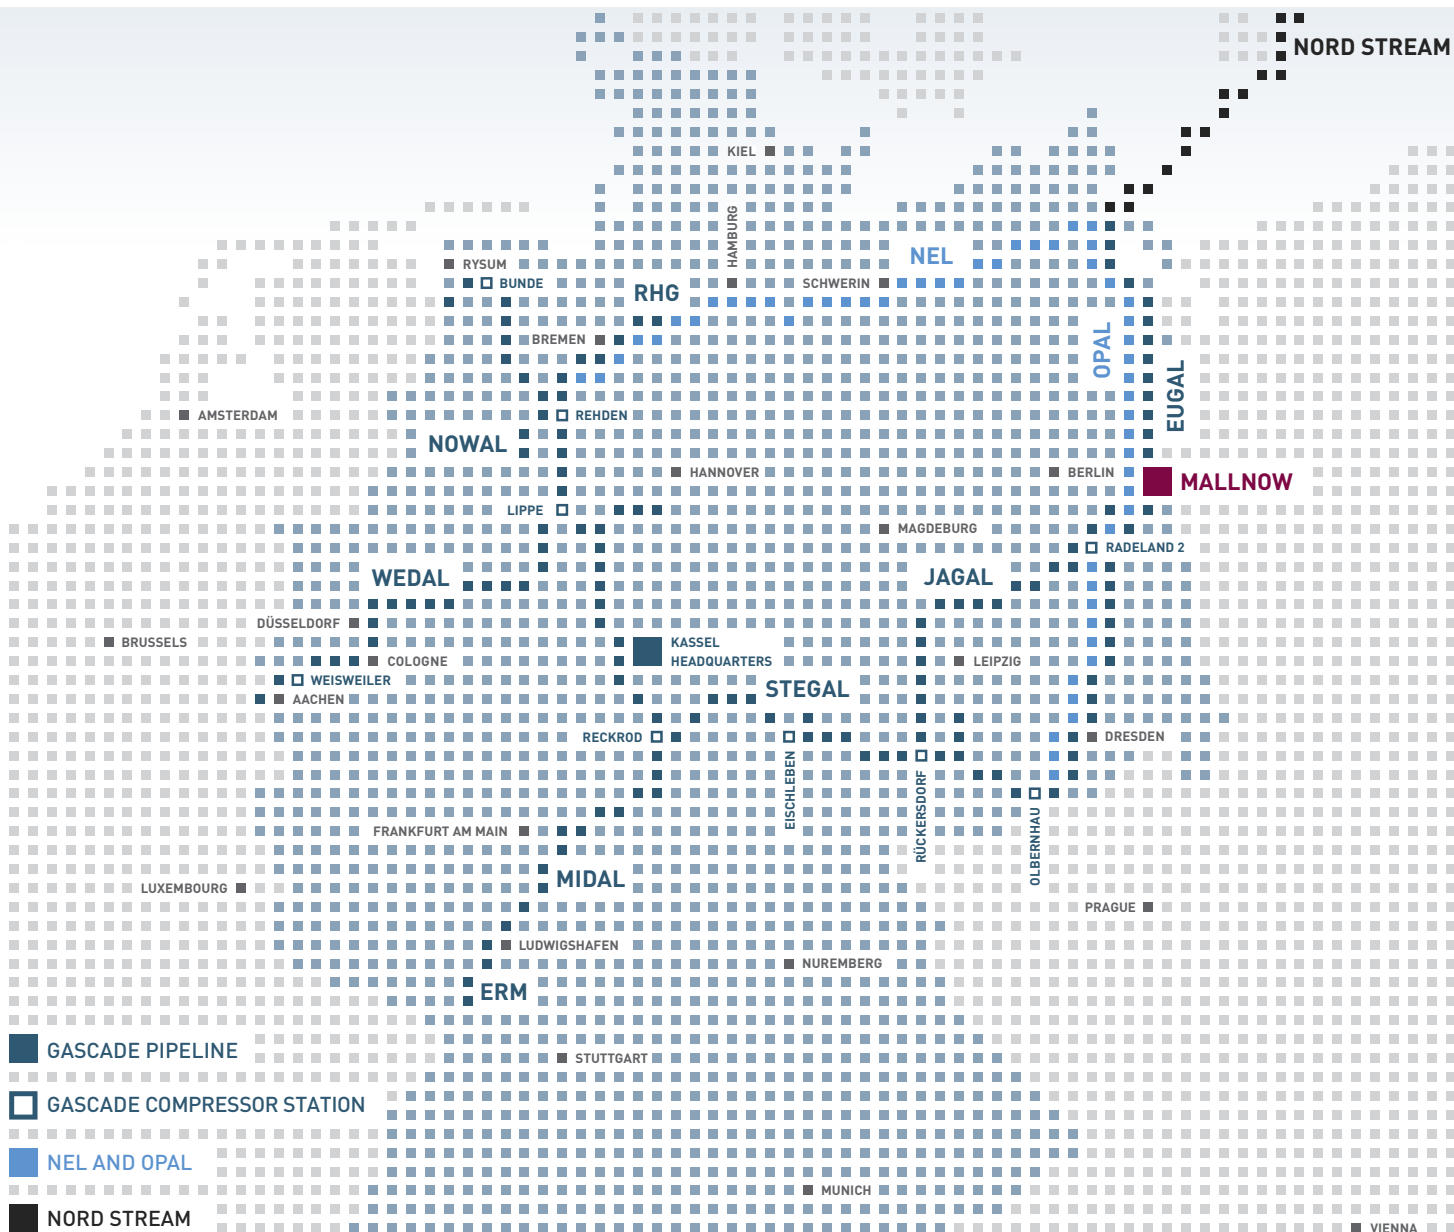 NORD STREAM
KIEL
HAMBURG
NEL
RYSUM
BUNDE
SCHWERIN
RHG
BREMEN
OPAL
EUGAL
AMSTERDAM
REHDEN
NOWAL
HANNOVER
BERLIN
MALLNOW
LIPPE
MAGDEBURG
RADELAND 2
WEDAL
JAGAL
DÜSSELDORF
BRUSSELS
KASSEL
HEADQUARTERS
COLOGNE
LEIPZIG
WEISWEILER
STEGAL
AACHEN
RECKROD
DRESDEN
EISCHLEBEN
RÜCKERSDORF
OLBERNHAU
FRANKFURT AM MAIN
MIDAL
LUXEMBOURG
PRAGUE
LUDWIGSHAFEN
NUREMBERG
ERM
GASCADE PIPELINE
STUTTGART
GASCADE COMPRESSOR STATION
NEL AND OPAL
MUNICH
NORD STREAM
VIENNA